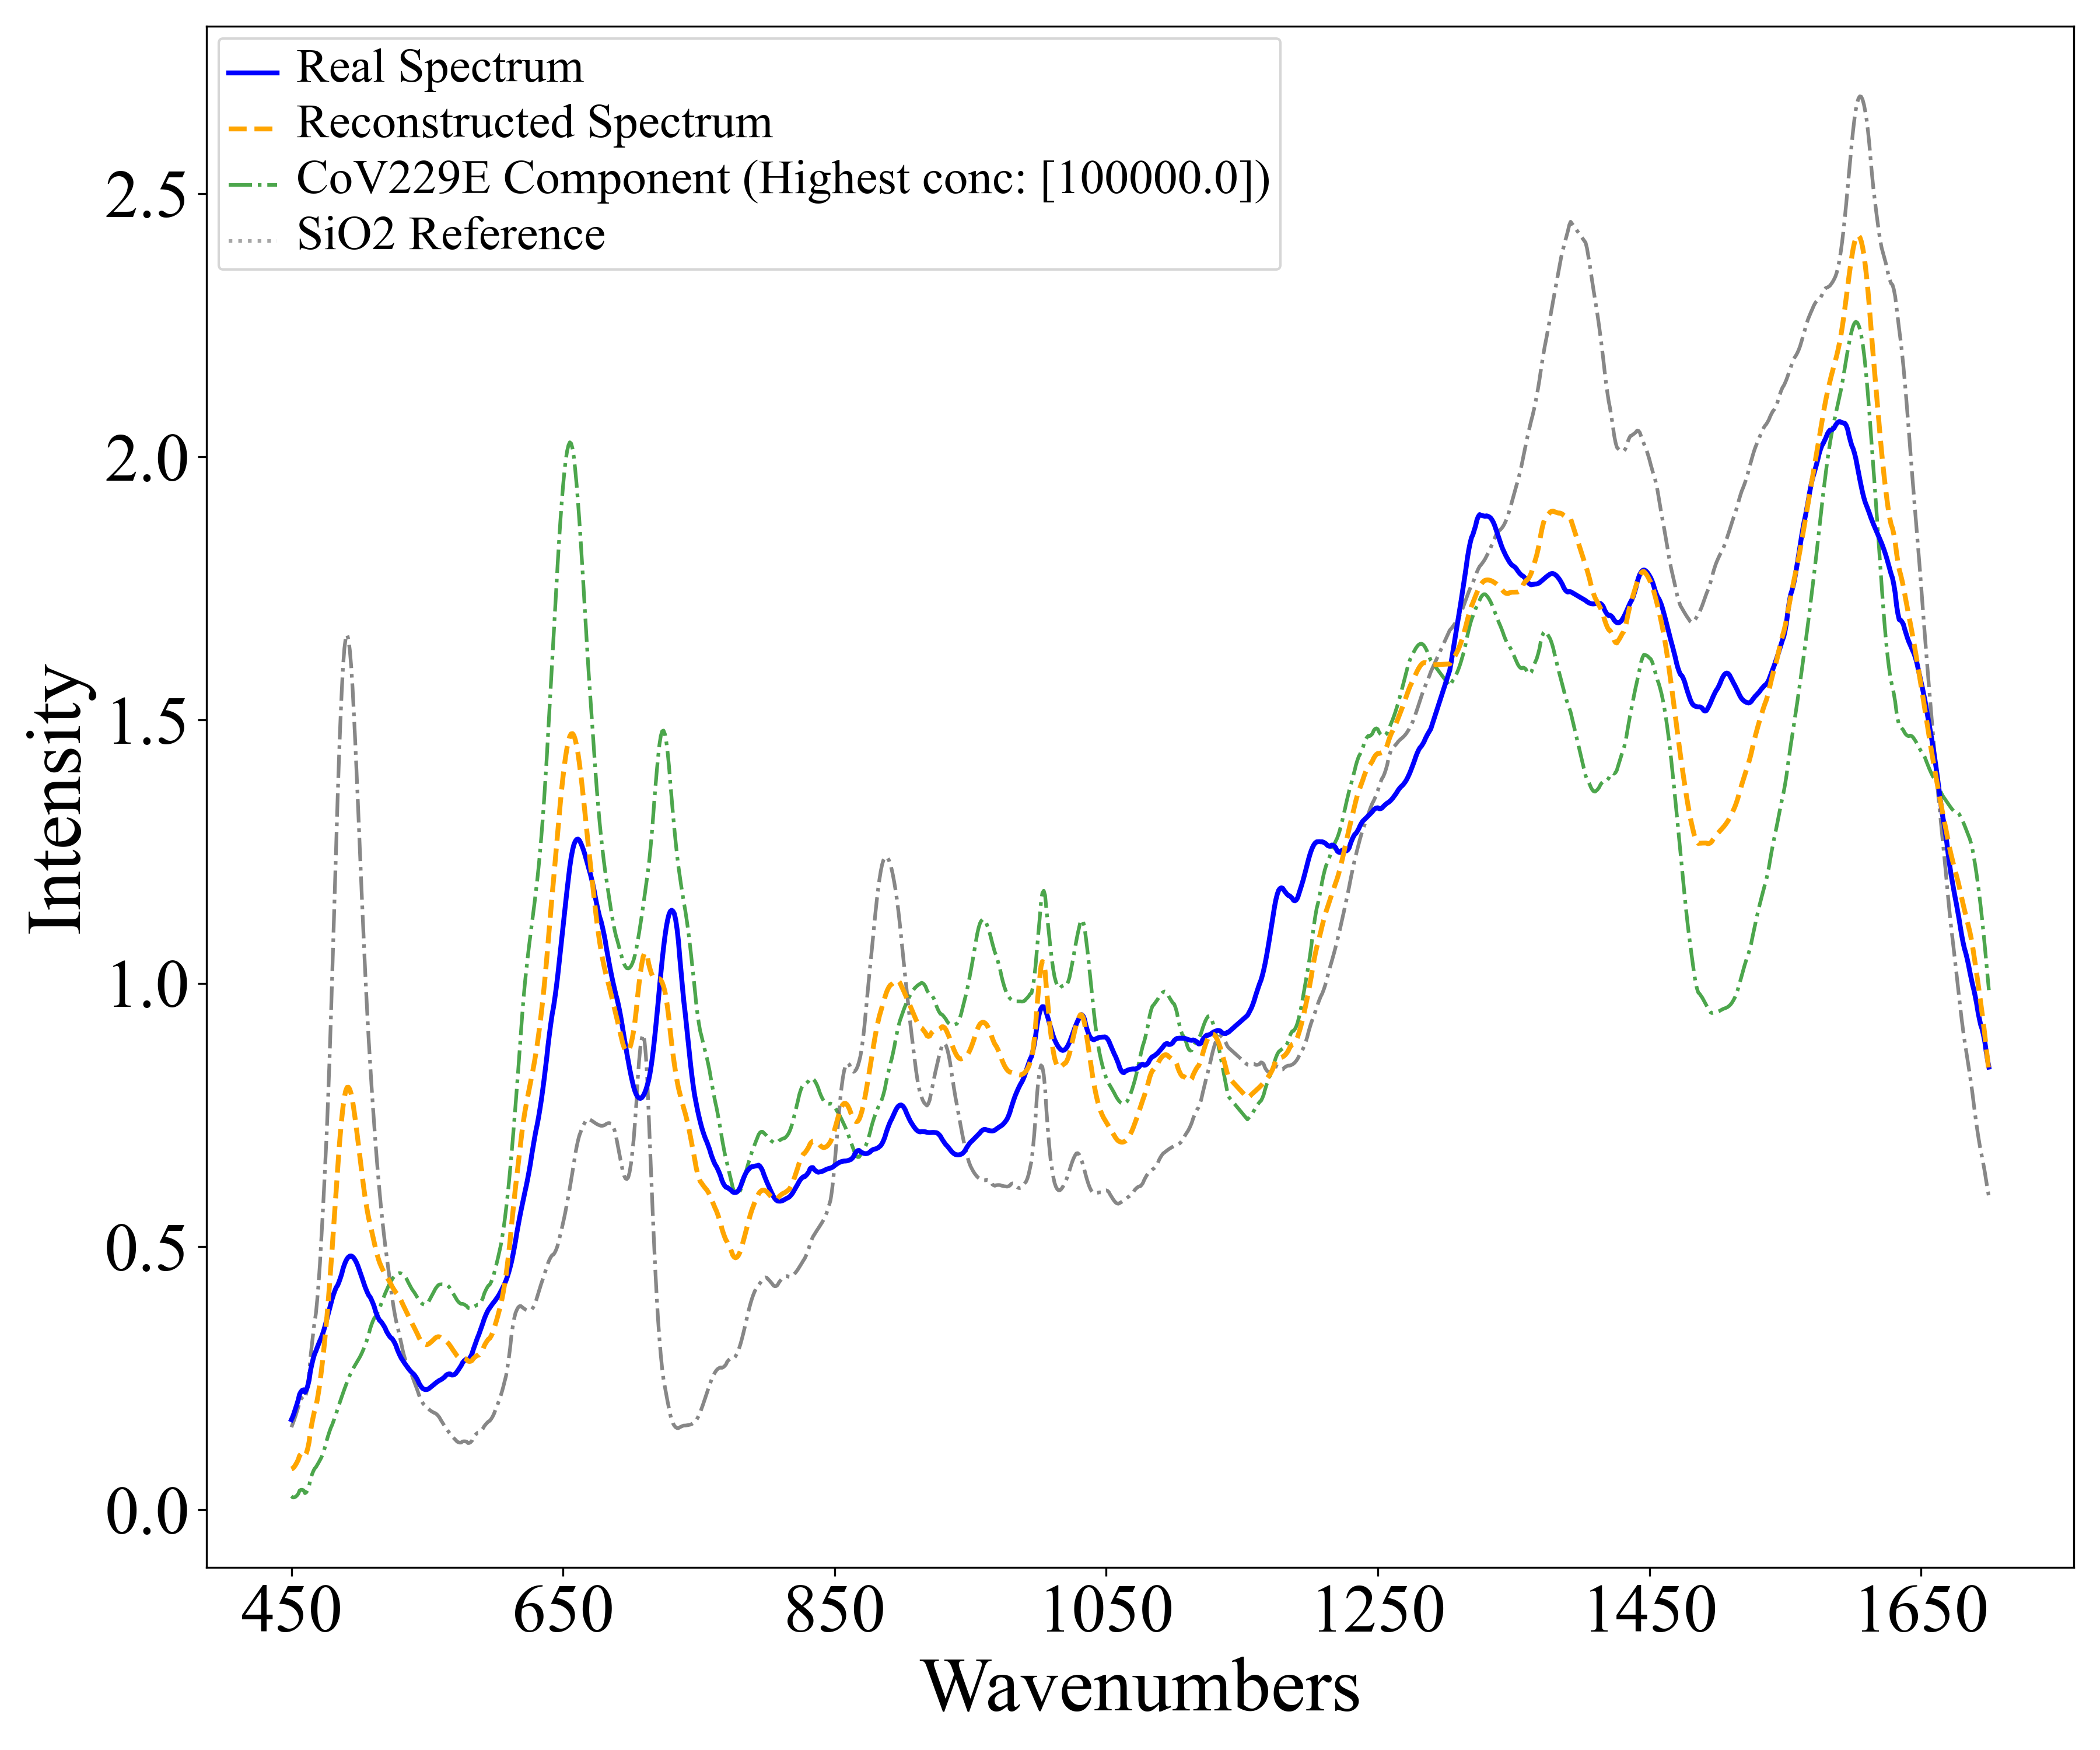 Real Spectrum
Reconstructed Spectrum
CoV229E Component (Highest conc: [100000.0])
SiO2 Reference
Intensity
2.5
2.0
1.5
1.0
0.5
0.0
450 650 850 1050 1250 1450 1650
Wavenumbers